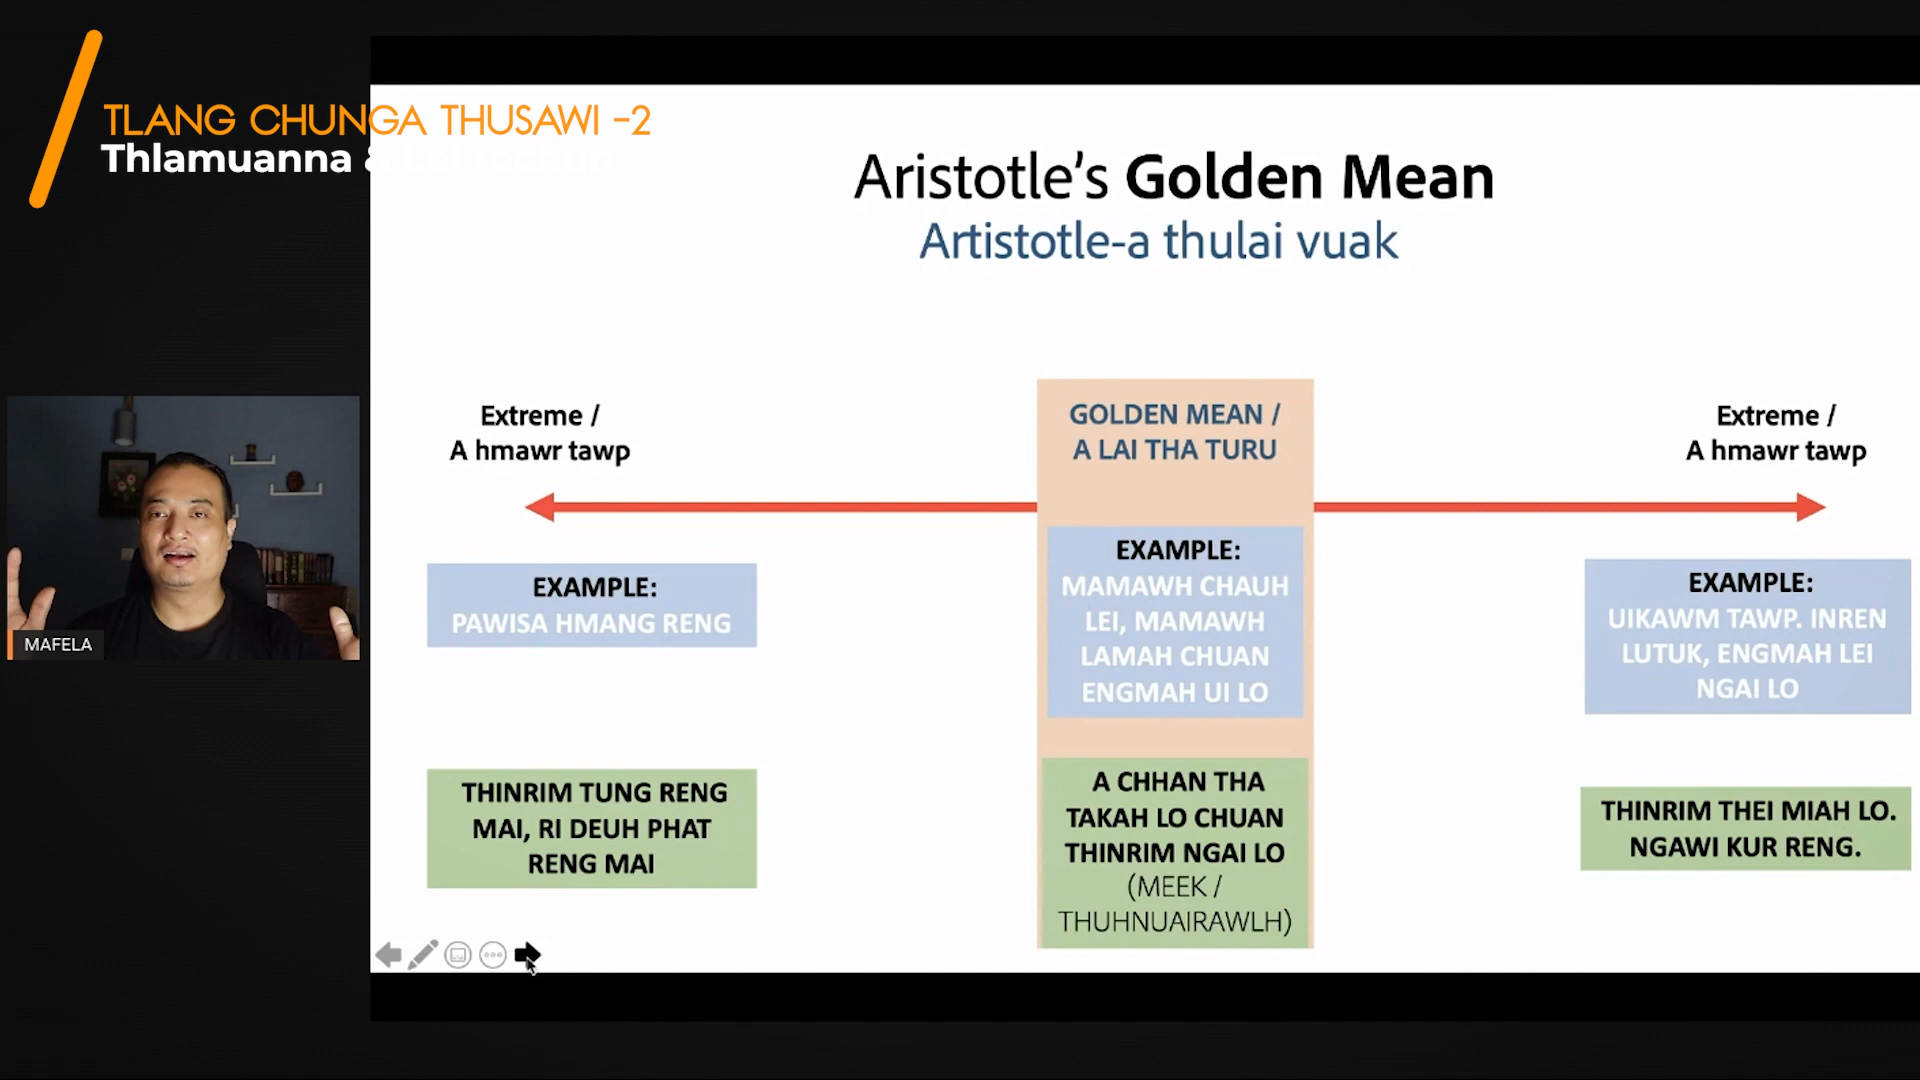 TLANG CHUNGA THUSAWI -2
Thlamuanna &
Aristotle's Golden Mean
Artistotle-a thulai vuak
Extreme /
A hmawr tawp
GOLDEN MEAN /
A LAI THA TURU
Extreme /
A hmawr tawp
EXAMPLE:
PAWISA HMANG RENG
EXAMPLE:
MAMAWH CHAUH
LEI, MAMAWH
LAMAH CHUAN
ENGMAH UI LO
EXAMPLE:
UIKAWM TAWP. INREN
LUTUK, ENGMAH LEI
NGAI LO
THINRIM TUNG RENG
MAI, RI DEUH PHAT
RENG MAI
A CHHAN THA
TAKAH LO CHUAN
THINRIM NGAI LO
(MEEK /
THUHNUAIRAWLH)
THINRIM THEI MIAH LO.
NGAWI KUR RENG.
MAFELA